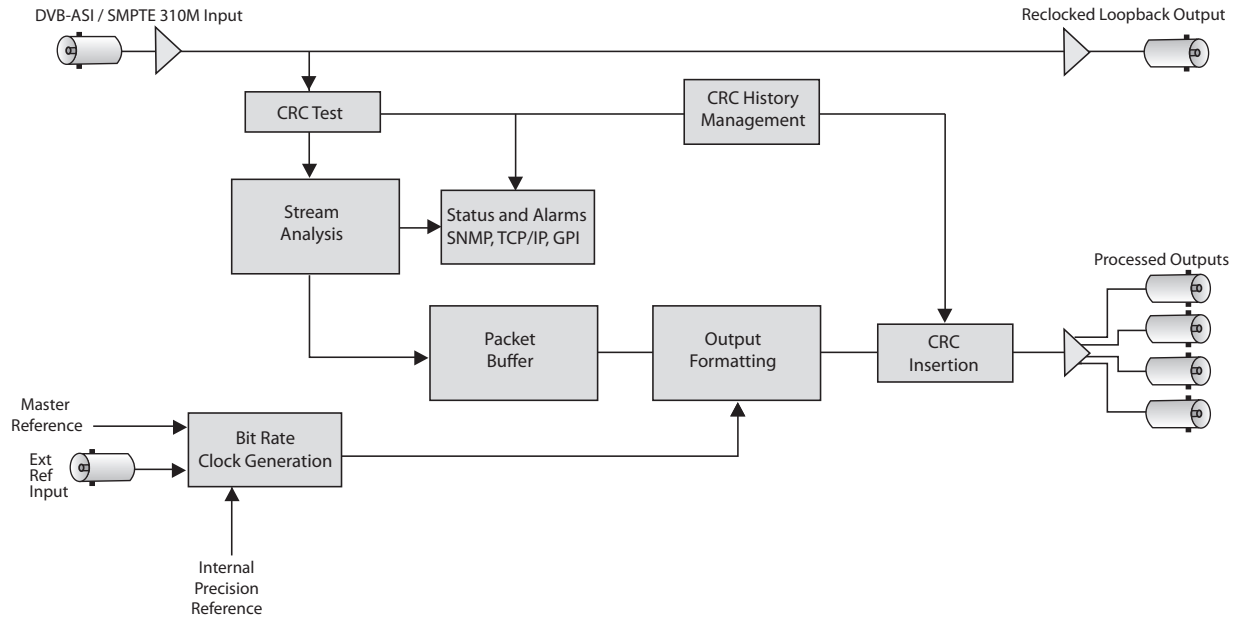 DVB-ASI / SMPTE 310M Input
Reclocked Loopback Output
CRC Test
CRC History
Management
Stream
Analysis
Status and Alarms
SNMP, TCP/IP, GPI
Processed Outputs
Packet
Buffer
Output
Formatting
CRC
Insertion
Master
Reference
Bit Rate
Clock Generation
Ext
Ref
Input
Internal
Precision
Reference